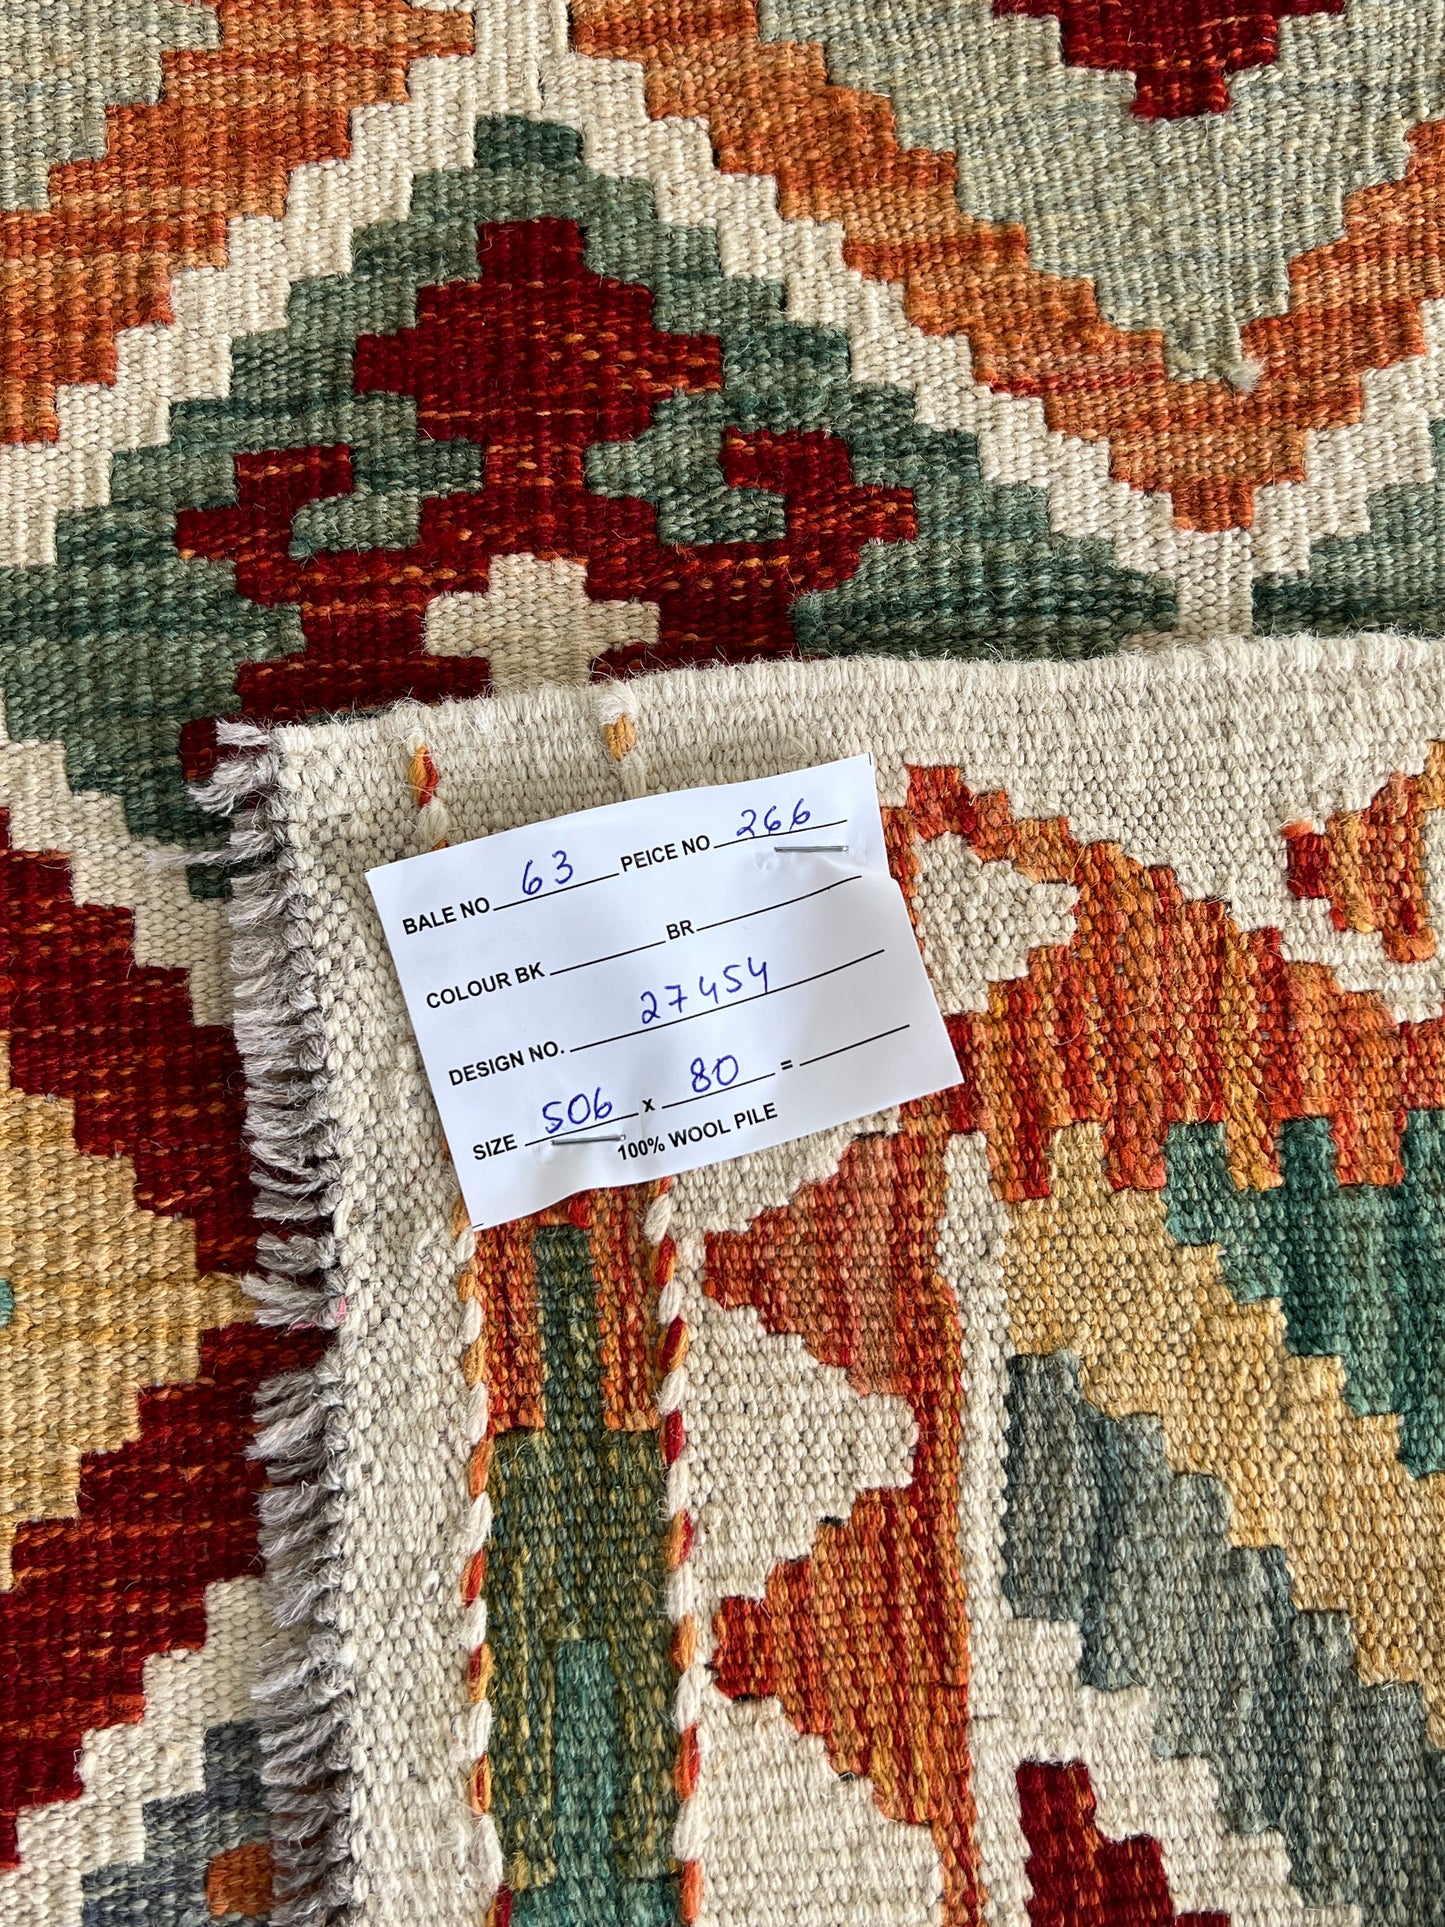 BALE NO 63 PEICE NO 266
COLOUR BK BR
DESIGN NO. 27454
SIZE 506 x 80 =
100% WOOL PILE